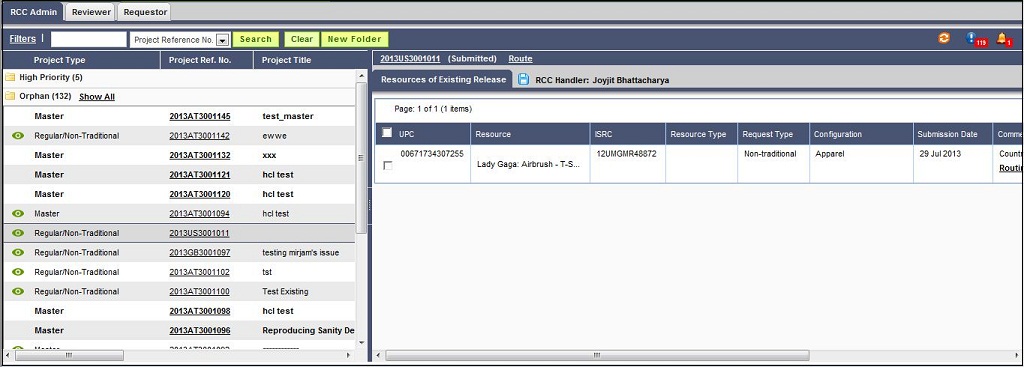 RCC Admin Reviewer Requestor
Filters | Project Reference No. Search Clear New Folder 119 1
Project Type Project Ref. No. Project Title
High Priority (5)
Orphan (132) Show All
Master 2013AT3001145 test_master
Regular/Non-Traditional 2013AT3001142 ewwe
Master 2013AT3001132 xxx
Master 2013AT3001121 hcl test
Master 2013AT3001120 hcl test
Master 2013AT3001094 hcl test
Regular/Non-Traditional 2013US3001011
Regular/Non-Traditional 2013GB3001097 testing mirjam's issue
Regular/Non-Traditional 2013AT3001102 tst
Regular/Non-Traditional 2013AT3001100 Test Existing
Master 2013AT3001098 hcl test
Master 2013AT3001096 Reproducing Sanity De
Master
2013US3001011 (Submitted) Route
Resources of Existing Release RCC Handler: Joyjit Bhattacharya
Page: 1 of 1 (1 items)
UPC Resource ISRC Resource Type Request Type Configuration Submission Date Comme
00671734307255 Lady Gaga: Airbrush - T-S... 12UMGMR48872 Non-traditional Apparel 29 Jul 2013 Countr
Routin